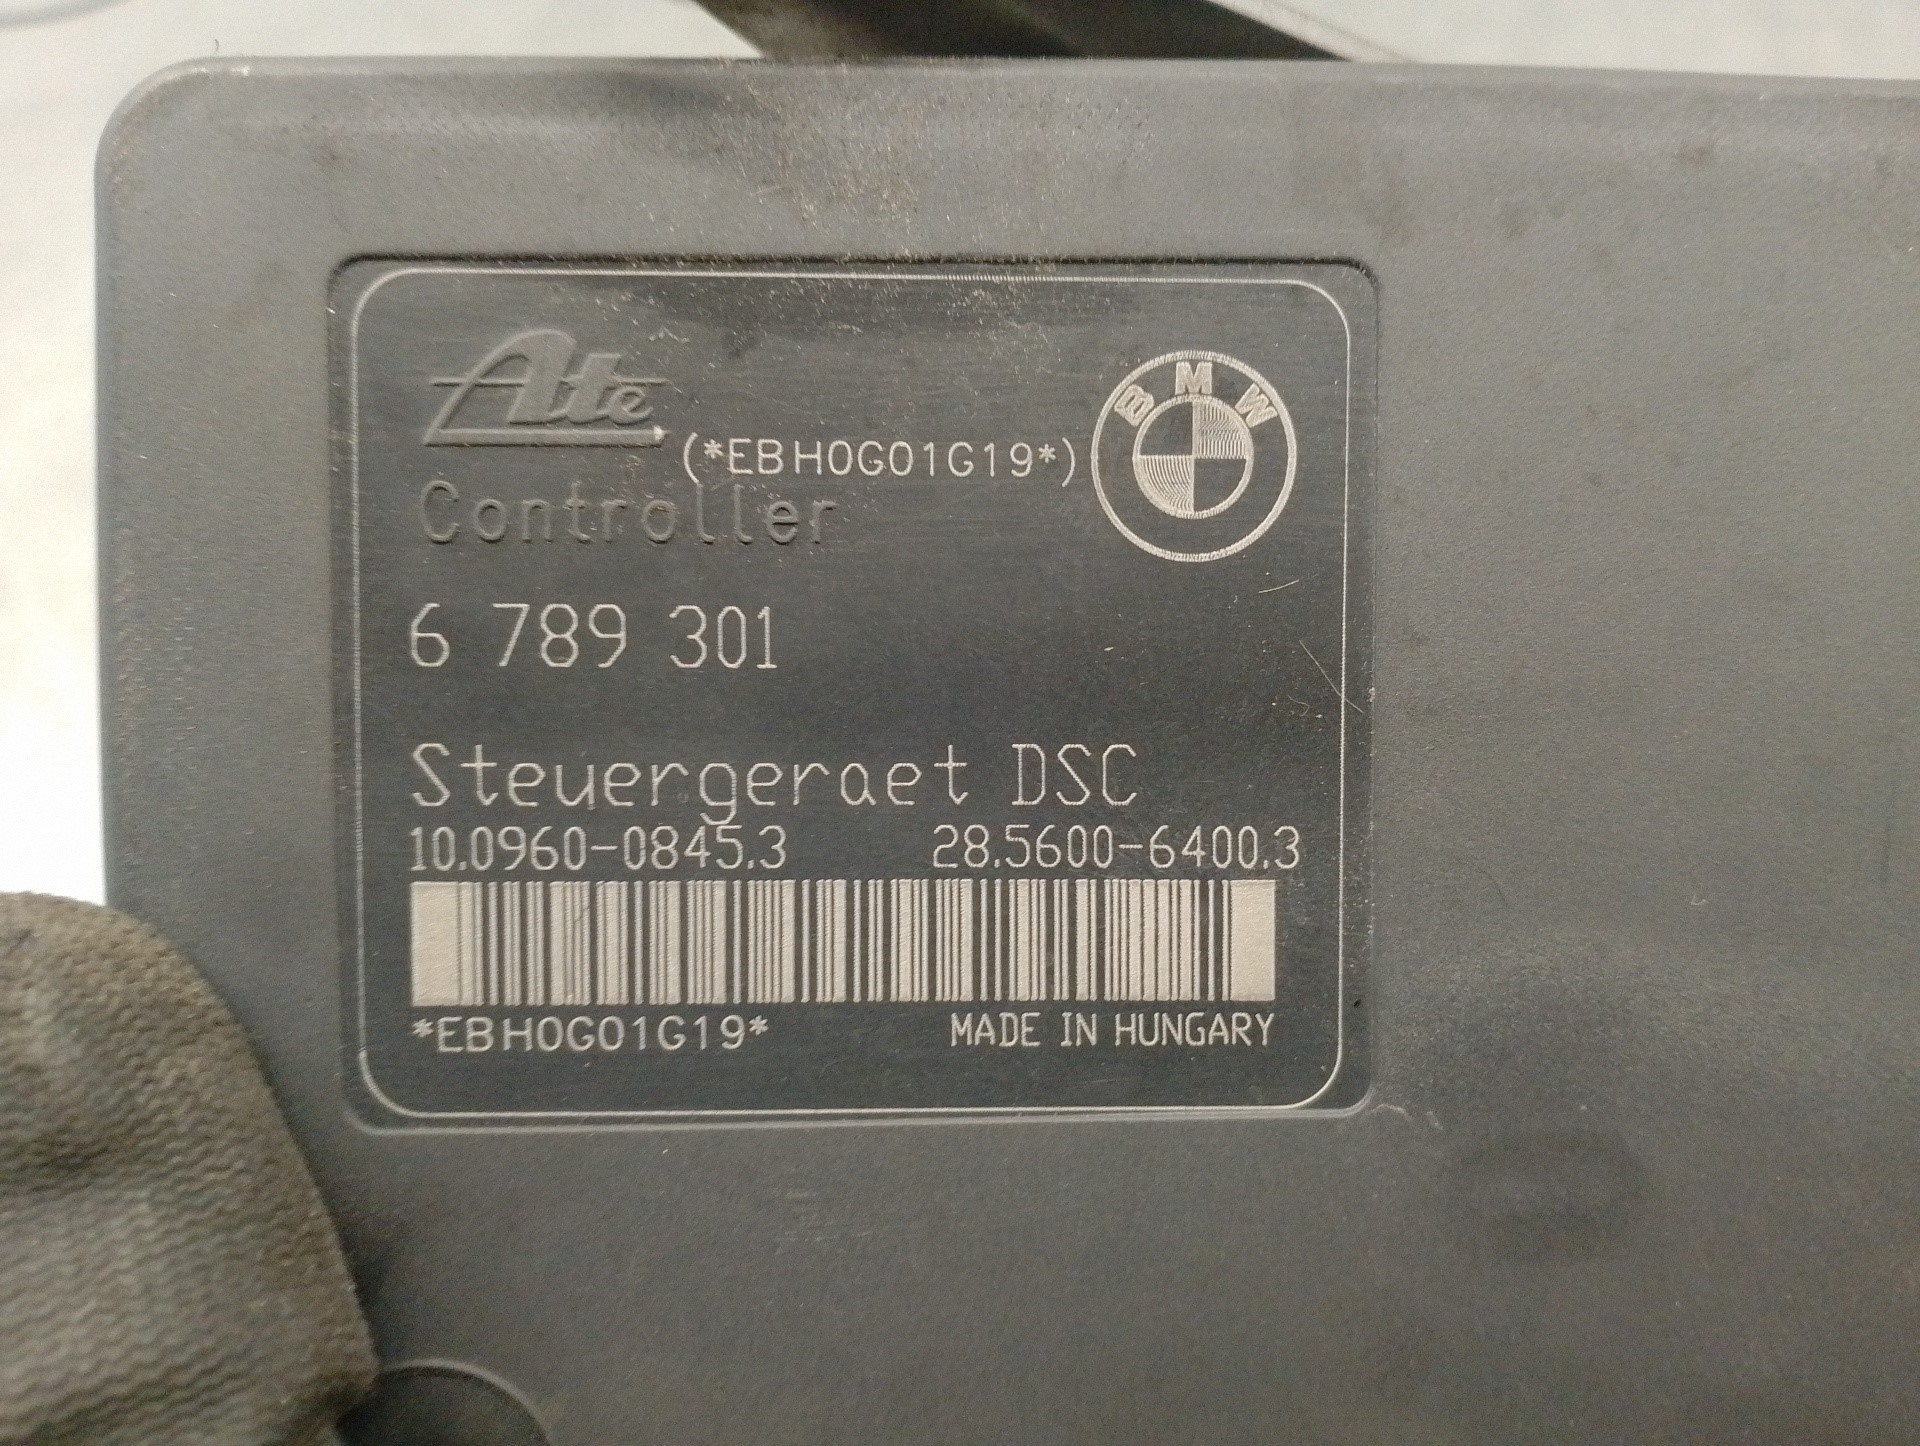 Ate
BMW
(*EBH0G01G19*)
Controller
6 789 301
Steuergeraet DSC
10.0960-0845.3 28.5600-6400.3
*EBH0G01G19* MADE IN HUNGARY